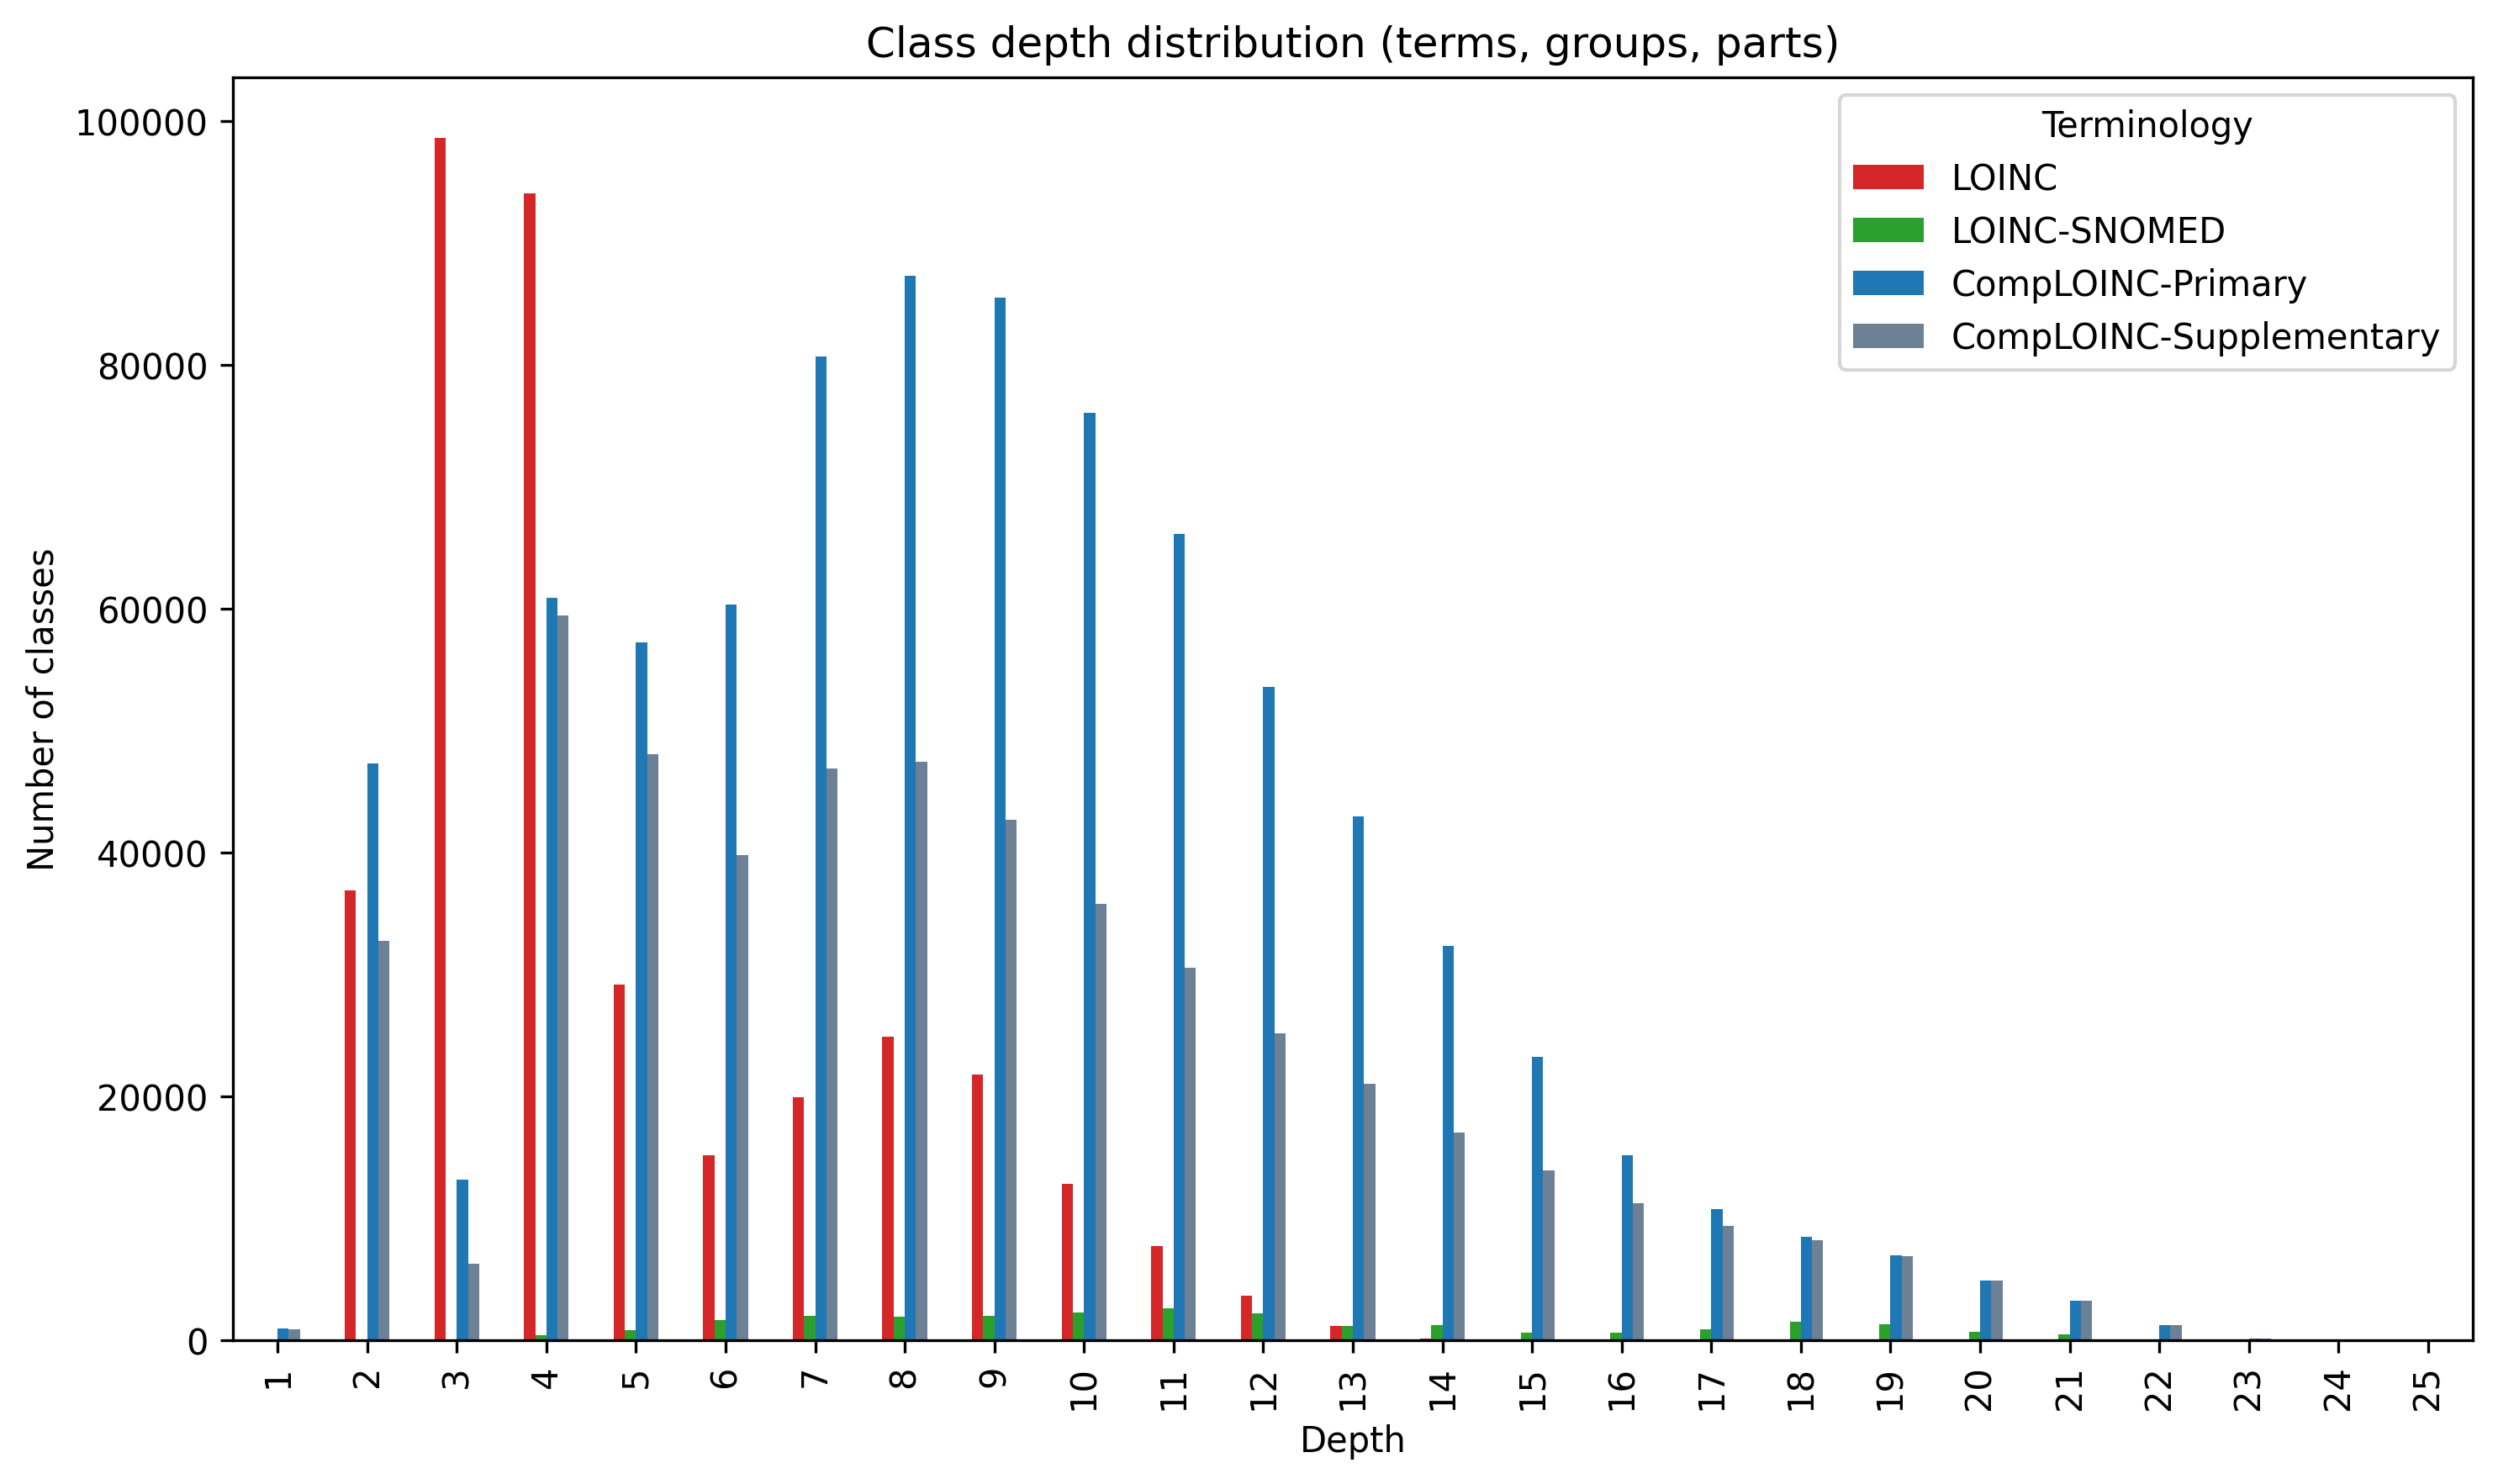 Class depth distribution (terms, groups, parts)
Terminology
LOINC
LOINC-SNOMED
CompLOINC-Primary
CompLOINC-Supplementary
Number of classes
100000
80000
60000
40000
20000
0
1 2 3 4 5 6 7 8 9 10 11 12 13 14 15 16 17 18 19 20 21 22 23 24 25
Depth